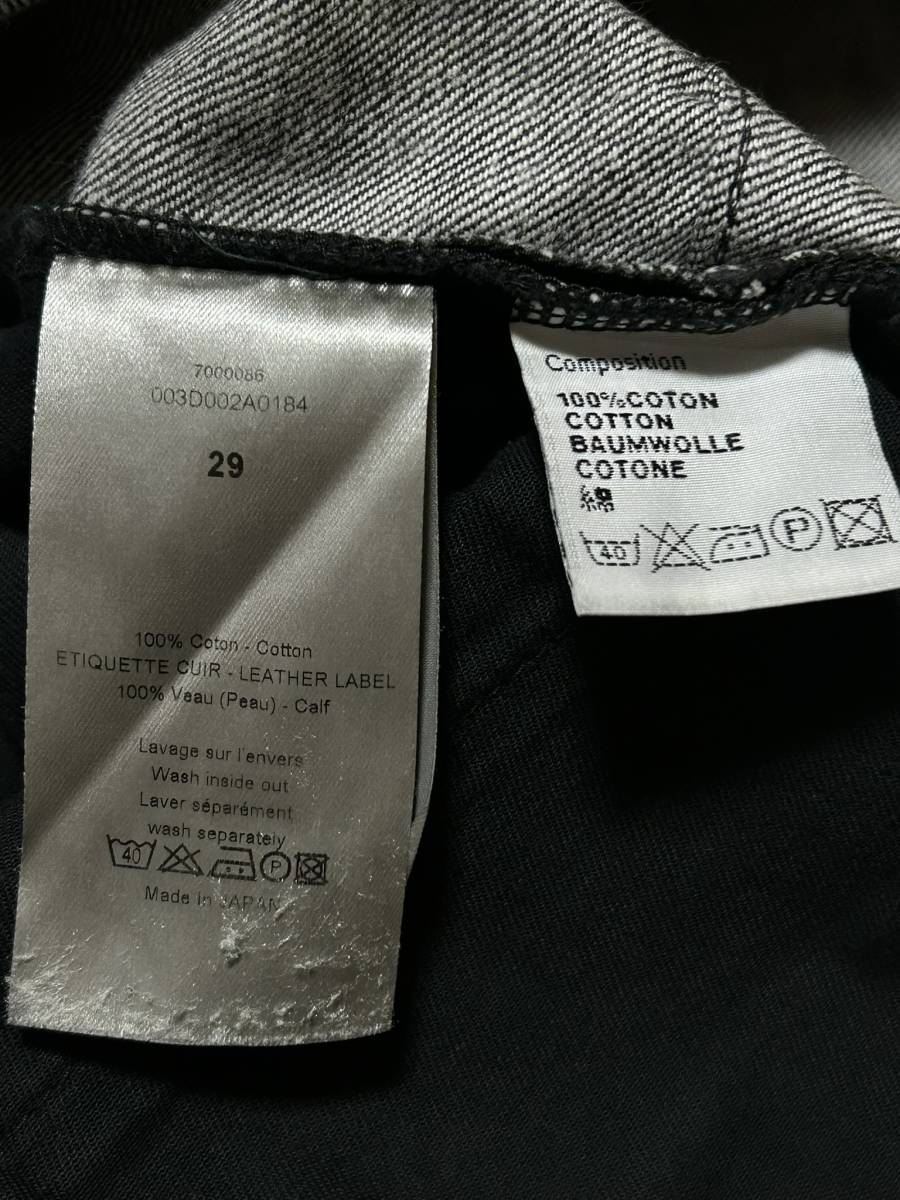 7000086
003D002A0184
29
100% Coton - Cotton
ETIQUETTE CUIR - LEATHER LABEL
100% Veau (Peau) - Calf
Lavage sur l'envers
Wash inside out
Laver séparément
wash separately
40 P
Made in JAPAN
Composition
100%COTON
COTTON
BAUMWOLLE
COTONE
綿
40 P